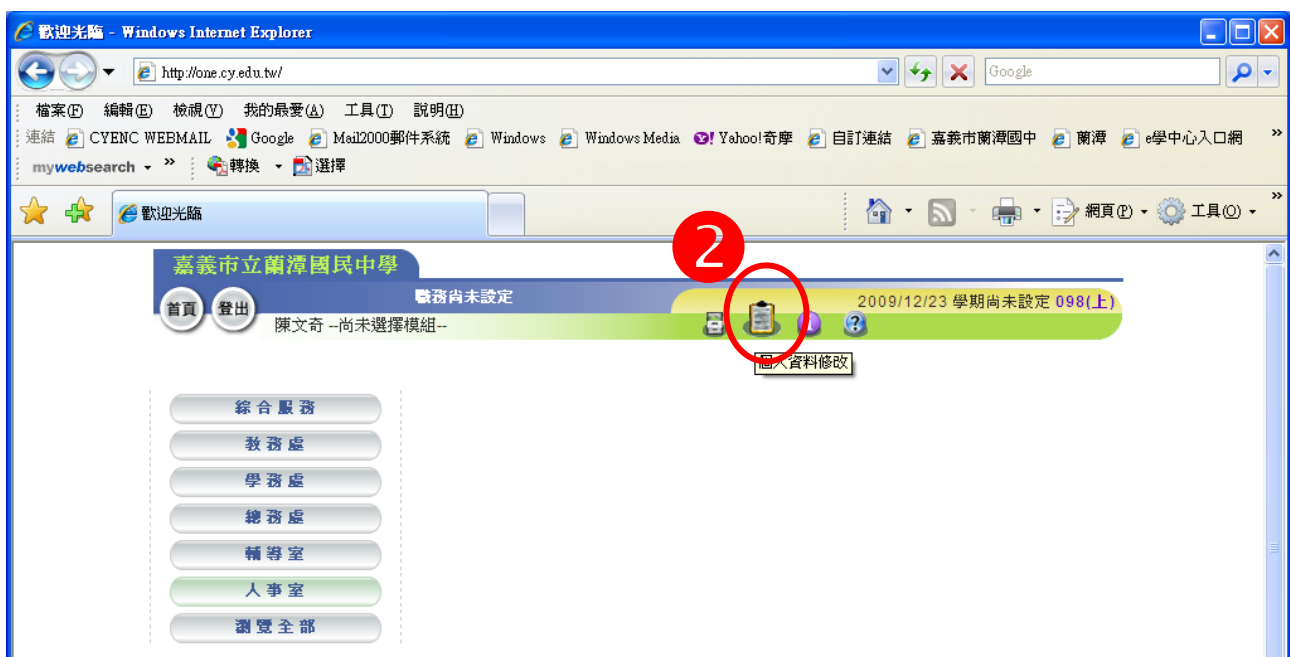 歡迎光臨 - Windows Internet Explorer
http://one.cy.edu.tw/
Google
檔案(F) 編輯(E) 檢視(V) 我的最愛(A) 工具(T) 說明(H)
連結 CYENC WEBMAIL Google Mail2000郵件系統 Windows Windows Media Yahoo!奇摩 自訂連結 嘉義市蘭潭國中 蘭潭 e學中心入口網 »
mywebsearch » 轉換 選擇
歡迎光臨 網頁(P) 工具(O) »
2
嘉義市立蘭潭國民中學
首頁 登出 職務尚未設定 2009/12/23 學期尚未設定 098(上)
陳文奇 --尚未選擇模組--
個人資料修改
綜合服務
教務處
學務處
總務處
輔導室
人事室
瀏覽全部